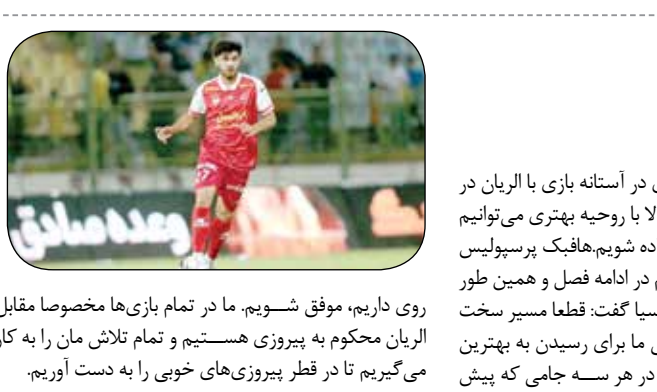 در آستانه بازی با الریان در
با روحیه بهتری می‌توانیم
شویم.هافبک پرسپولیس
در ادامه فصل و همین طور
گفت: قطعا مسیر سخت
ما برای رسیدن به بهترین
در هر ســه جامی که پیش
وعده صادق
روی داریم، موفق شــویم. ما در تمام بازی‌ها مخصوصا مقابل
الریان محکوم به پیروزی هســتیم و تمام تلاش مان را به کار
می‌گیریم تا در قطر پیروزی‌های خوبی را به دست آوریم.